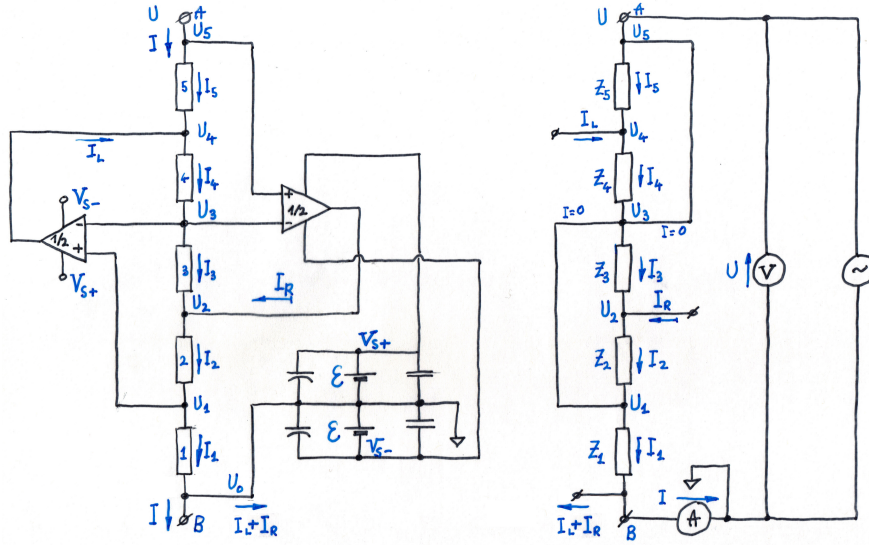 U A
I U5
5 I5
U4
IL
4 I4
VS-
U3
1/2 - +
VS+
+ 1/2 -
3 I3
IR
U2
2 I2
VS+
ε
ε
VS-
U1
1 I1
U0
I B
IL+IR
U A
U5
Z5 I5
IL
U4
Z4 I4
I=0 U3
I=0
Z3 I3
IR
U2
Z2 I2
U1
Z1 I1
U V ~
I
A
IL+IR
B